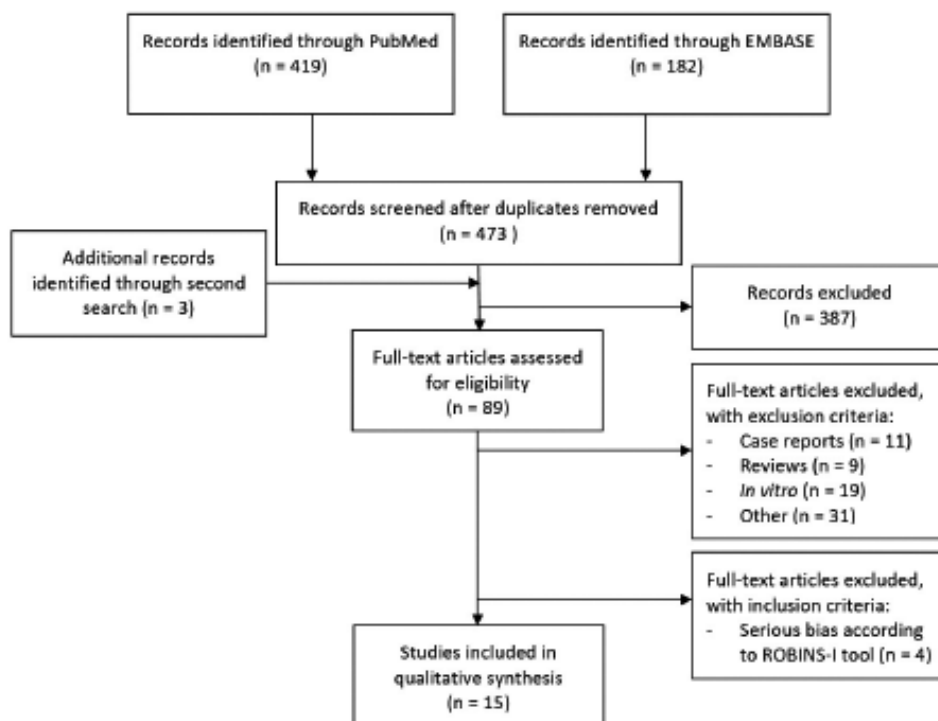 Records identified through PubMed
(n = 419)
Records identified through EMBASE
(n = 182)
Records screened after duplicates removed
(n = 473 )
Additional records
identified through second
search (n = 3)
Records excluded
(n = 387)
Full-text articles assessed
for eligibility
(n = 89)
Full-text articles excluded,
with exclusion criteria:
- Case reports (n = 11)
- Reviews (n = 9)
- In vitro (n = 19)
- Other (n = 31)
Full-text articles excluded,
with inclusion criteria:
- Serious bias according
to ROBINS-I tool (n = 4)
Studies included in
qualitative synthesis
(n = 15)